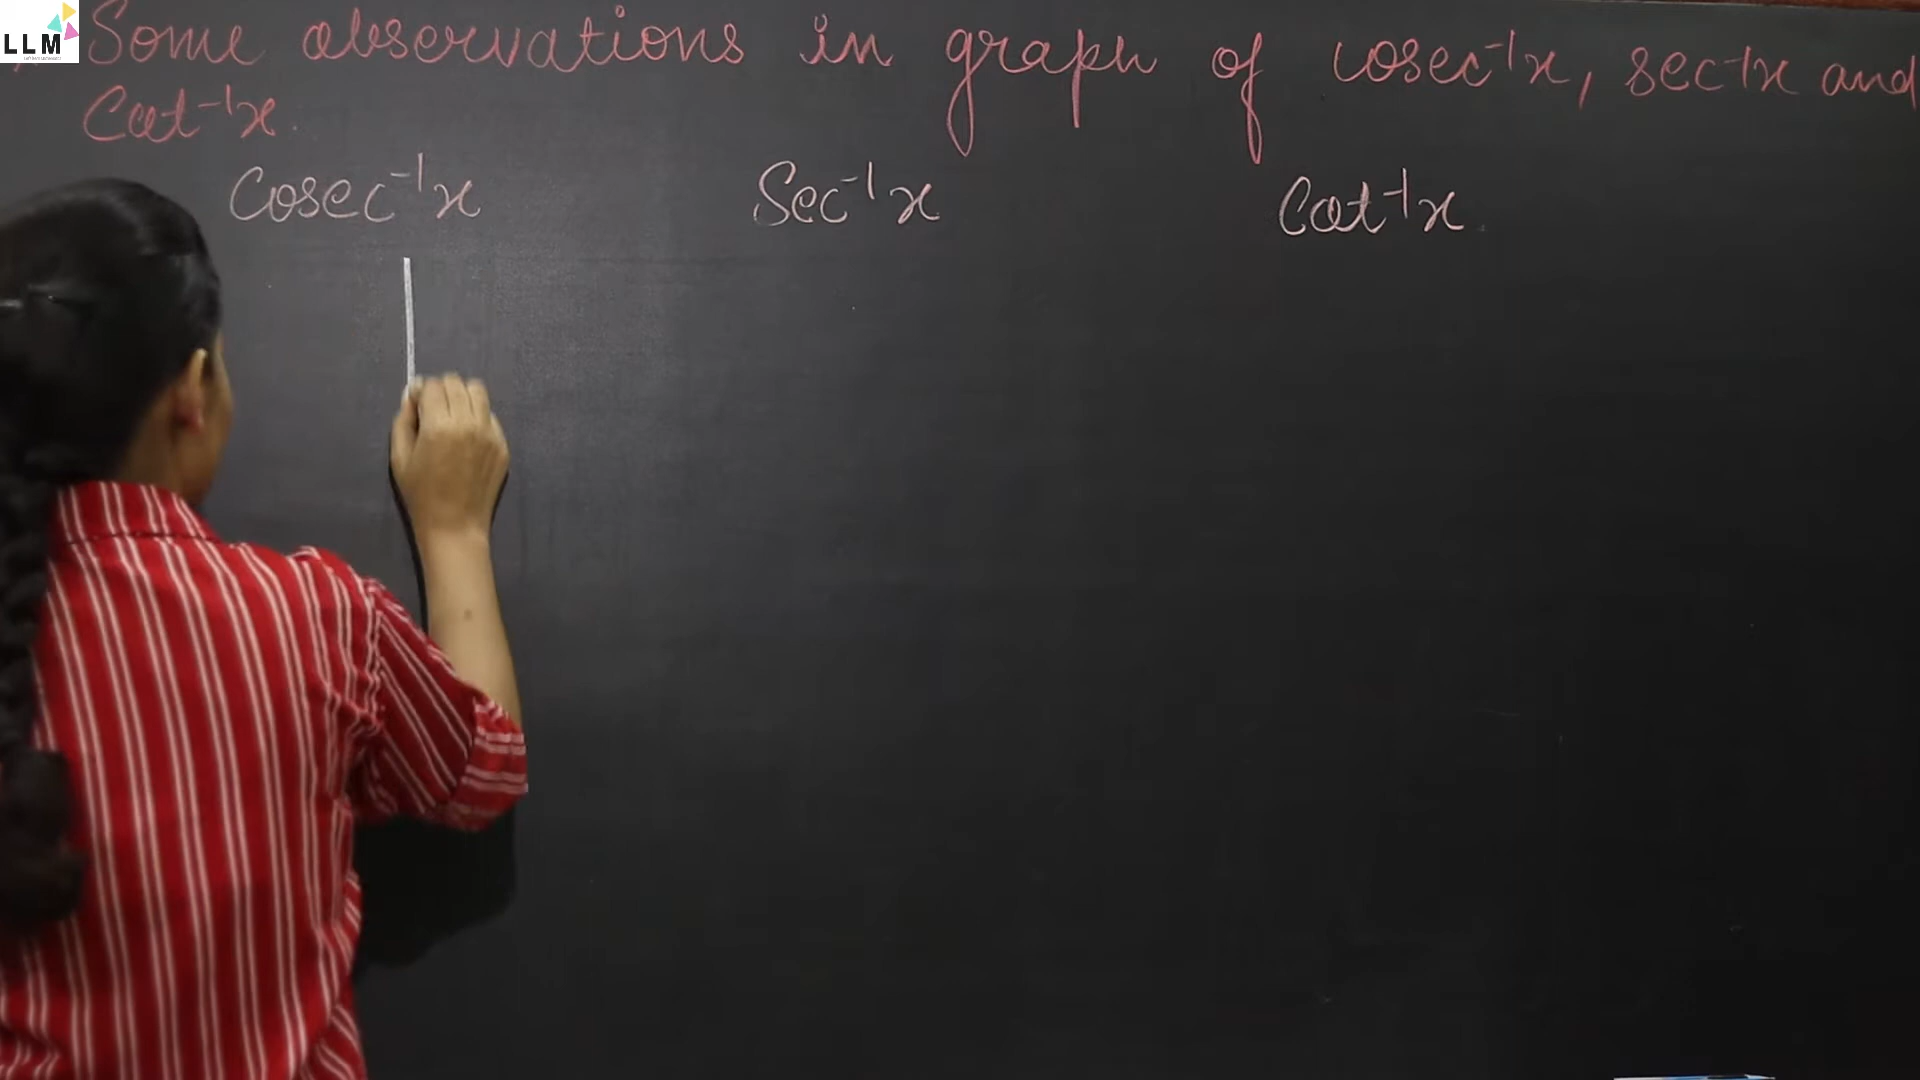 LLM
Some observations in graph of cosec⁻¹x, sec⁻¹x and
Cot⁻¹x.
Cosec⁻¹x Sec⁻¹x Cot⁻¹x